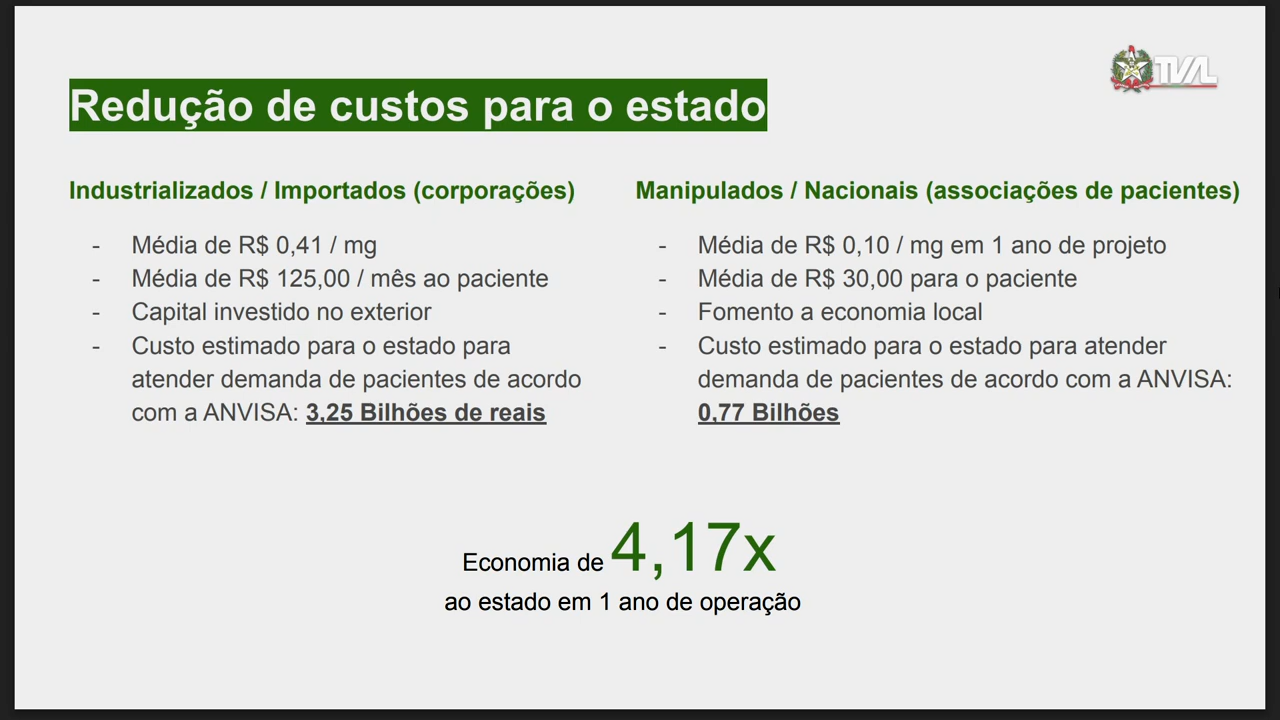 TVAL
Redução de custos para o estado
Industrializados / Importados (corporações)
- Média de R$ 0,41 / mg
- Média de R$ 125,00 / mês ao paciente
- Capital investido no exterior
- Custo estimado para o estado para
atender demanda de pacientes de acordo
com a ANVISA: 3,25 Bilhões de reais
Manipulados / Nacionais (associações de pacientes)
- Média de R$ 0,10 / mg em 1 ano de projeto
- Média de R$ 30,00 para o paciente
- Fomento a economia local
- Custo estimado para o estado para atender
demanda de pacientes de acordo com a ANVISA:
0,77 Bilhões
Economia de 4,17x
ao estado em 1 ano de operação